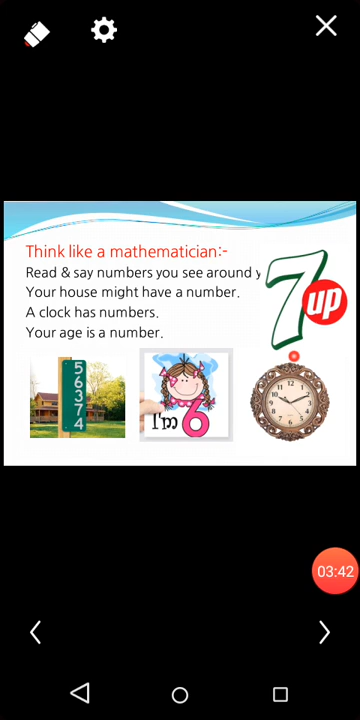 Think like a mathematician:-
Read & say numbers you see around y
Your house might have a number.
A clock has numbers.
Your age is a number.
7up
56374
I'm 6
03:42